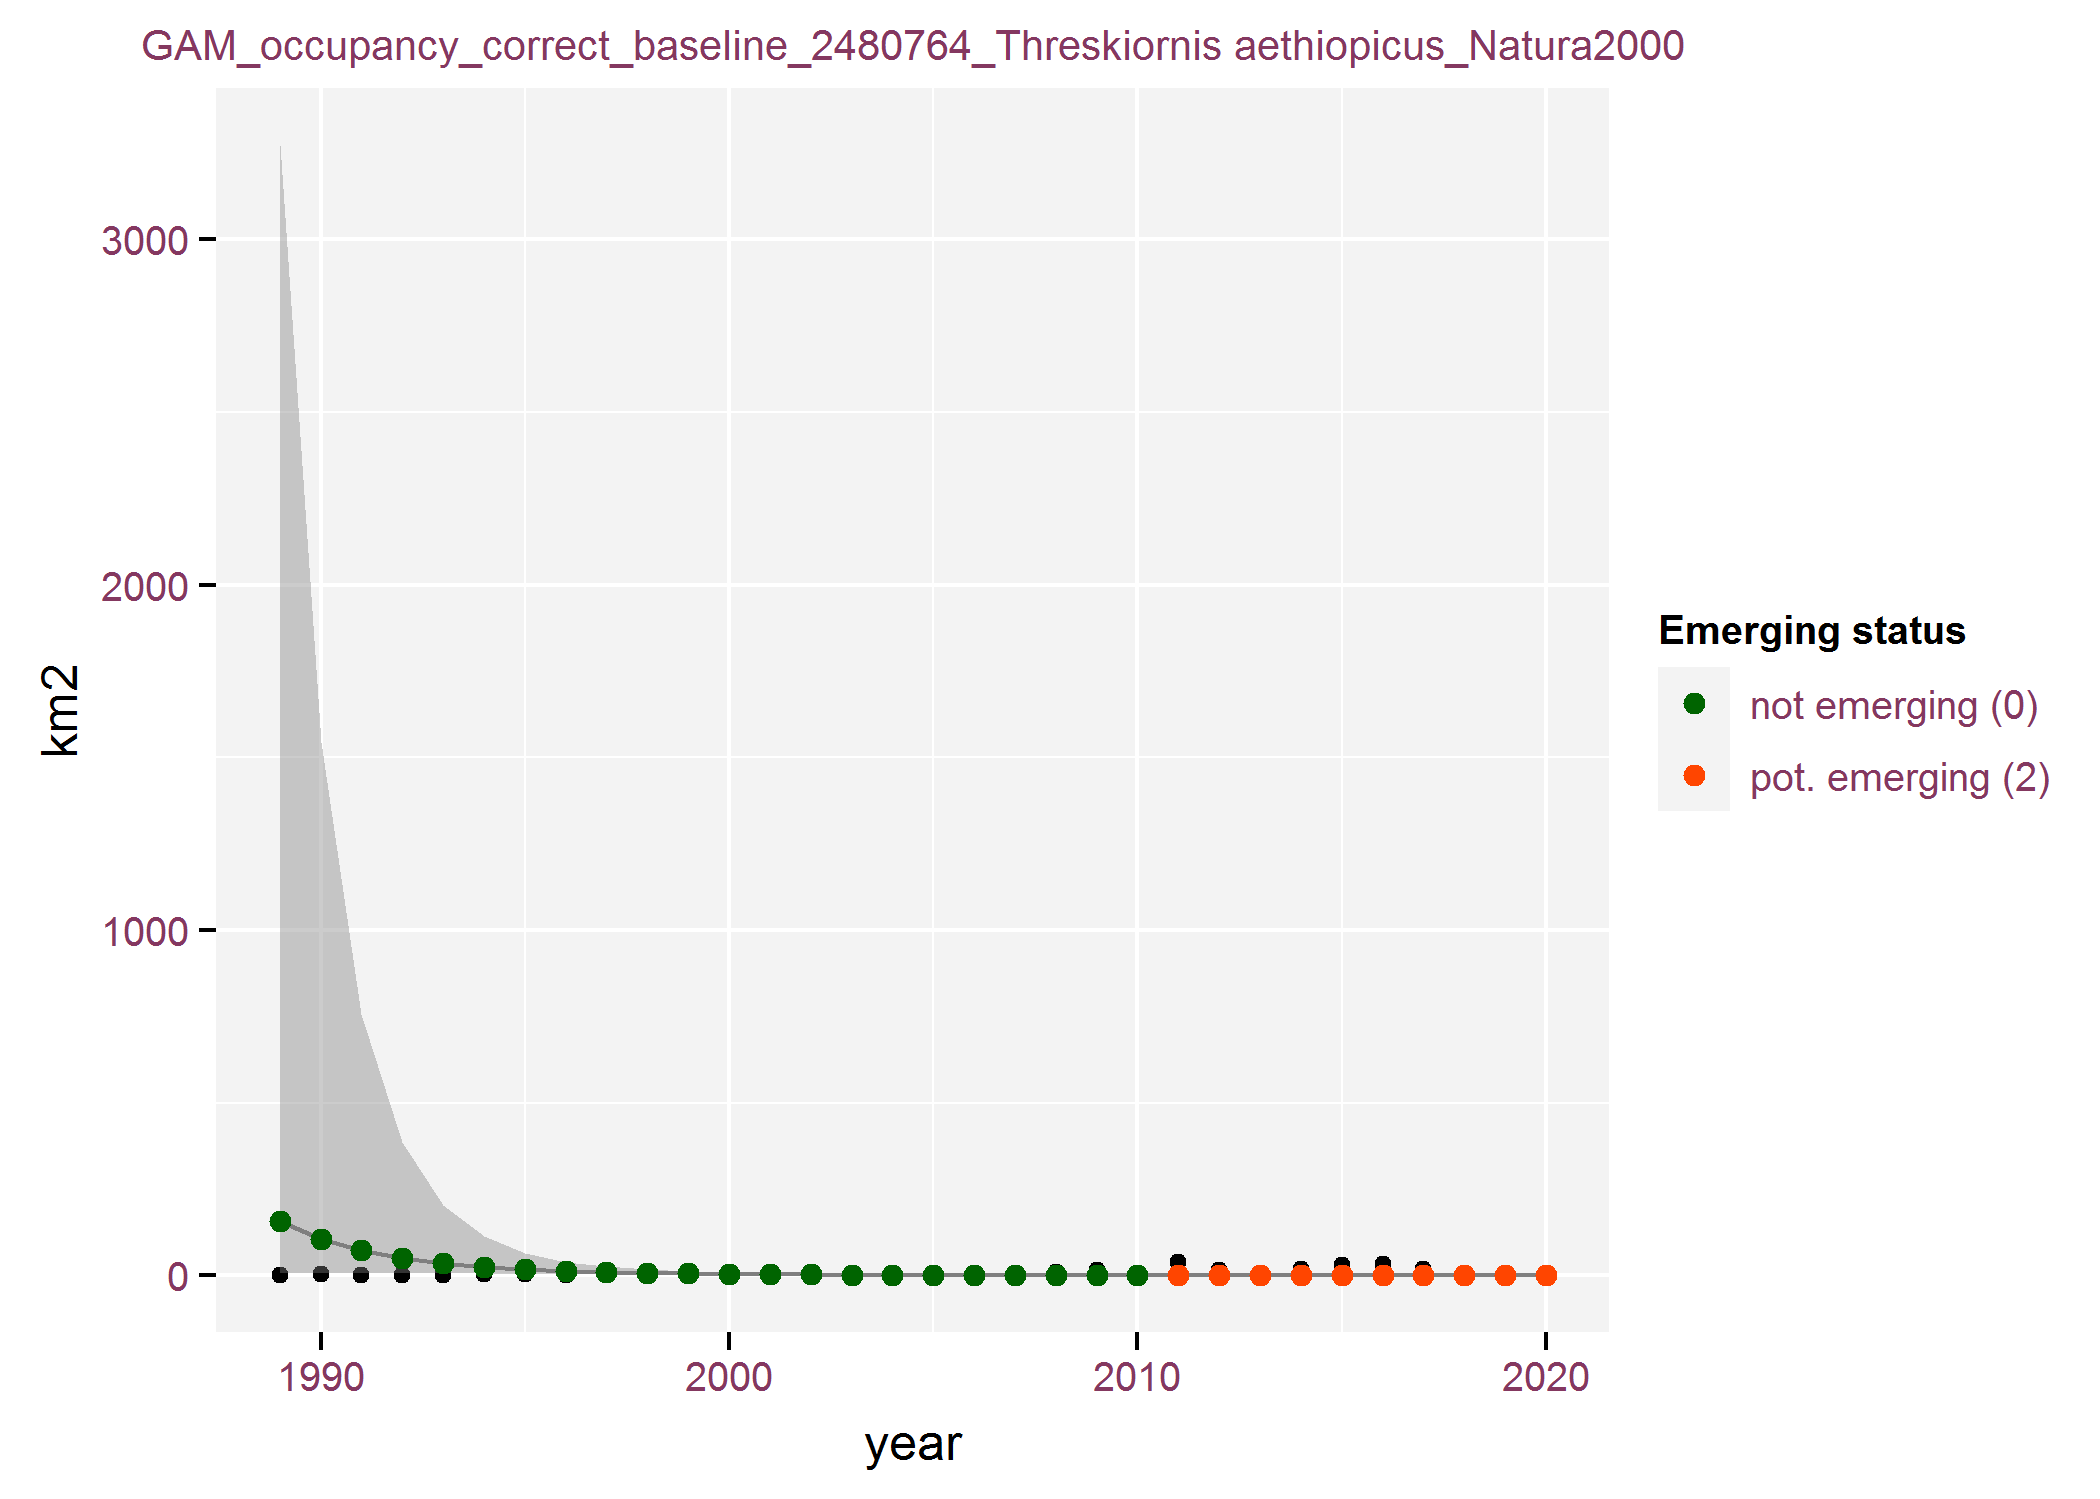 GAM_occupancy_correct_baseline_2480764_Threskiornis aethiopicus_Natura2000
3000
2000
1000
0
km2
1990
2000
2010
2020
year
Emerging status
not emerging (0)
pot. emerging (2)